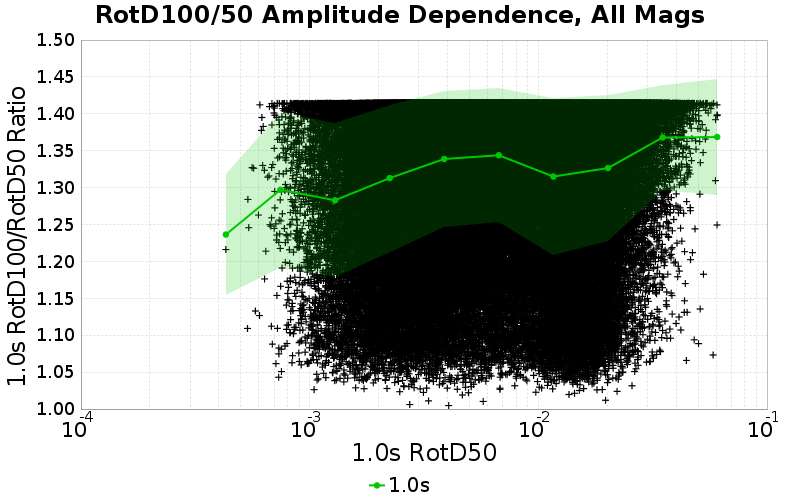 RotD100/50 Amplitude Dependence, All Mags
1.0s RotD100/RotD50 Ratio
1.50
1.45
1.40
1.35
1.30
1.25
1.20
1.15
1.10
1.05
1.00
10^-4 10^-3 10^-2 10^-1
1.0s RotD50
1.0s